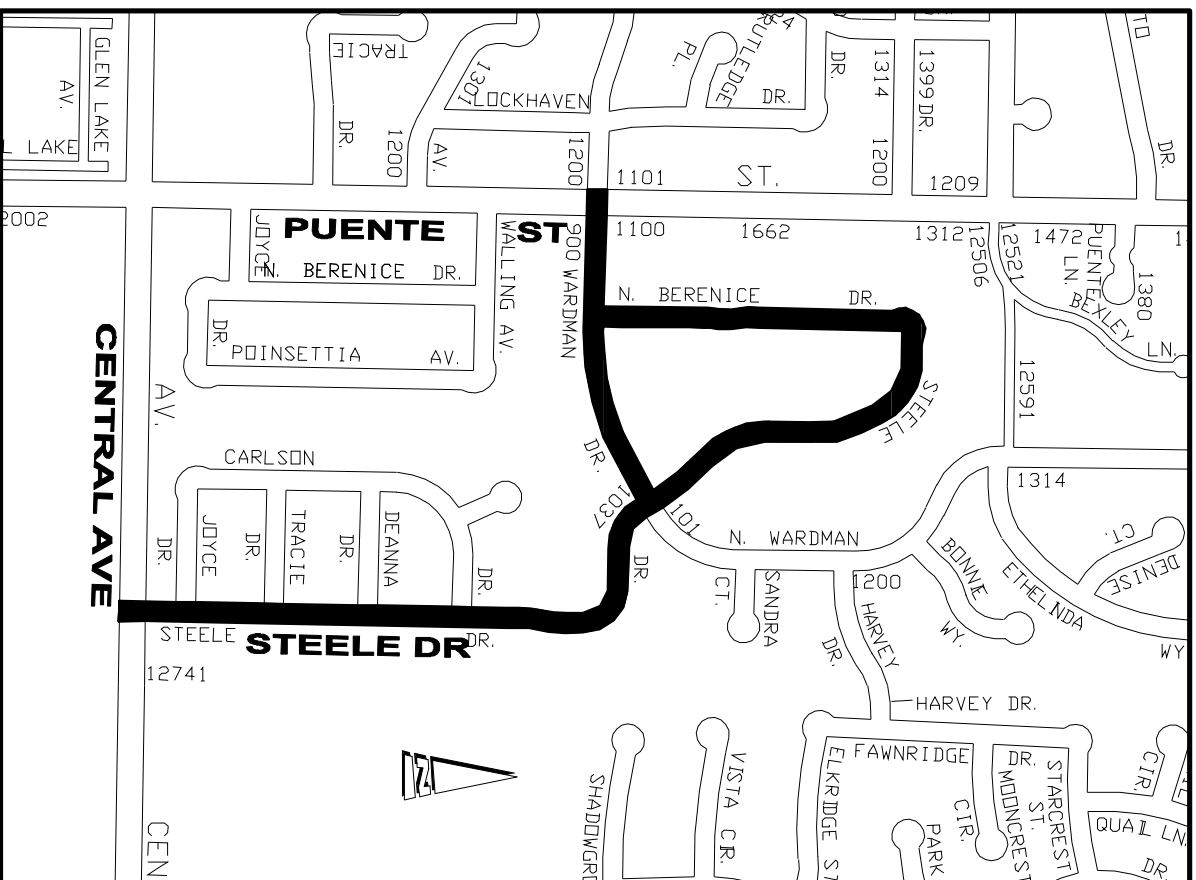 TO
TRACIE
RUTLEDGE
GLEN LAKE
AV.
PL.
DR.
1314
1399 DR.
1301
LOCKHAVEN
DR.
L LAKE
DR.
1200
AV.
1200
1200
DR.
1101
ST.
1209
2002
JOYCE
PUENTE ST
WALLING AV.
900 WARDMAN
1100
1662
1312
12506
12521
1472
PUENTE LN.
1380
N. BERENICE DR.
N. BERENICE DR.
BEXLEY LN.
DR.
POINSETTIA AV.
CENTRAL AVE
AV.
12591
STEELE
CARLSON
DR.
1037
101
1314
DR.
JOYCE
DR.
TRACIE
DR.
DEANNA
DR.
DR.
N. WARDMAN
CT.
DENISE
BONNIE WY.
ETHELINDA WY
CT.
SANDRA
1200
HARVEY DR.
STEELE DR.
STEELE DR
12741
HARVEY DR.
N
FAWNRIDGE DR.
SHADOWGR
VISTA CIR.
ELKRIDGE ST
CIR.
MOONCREST
STARCREST ST.
CIR.
QUAIL LN.
DR.
PARK
CEN